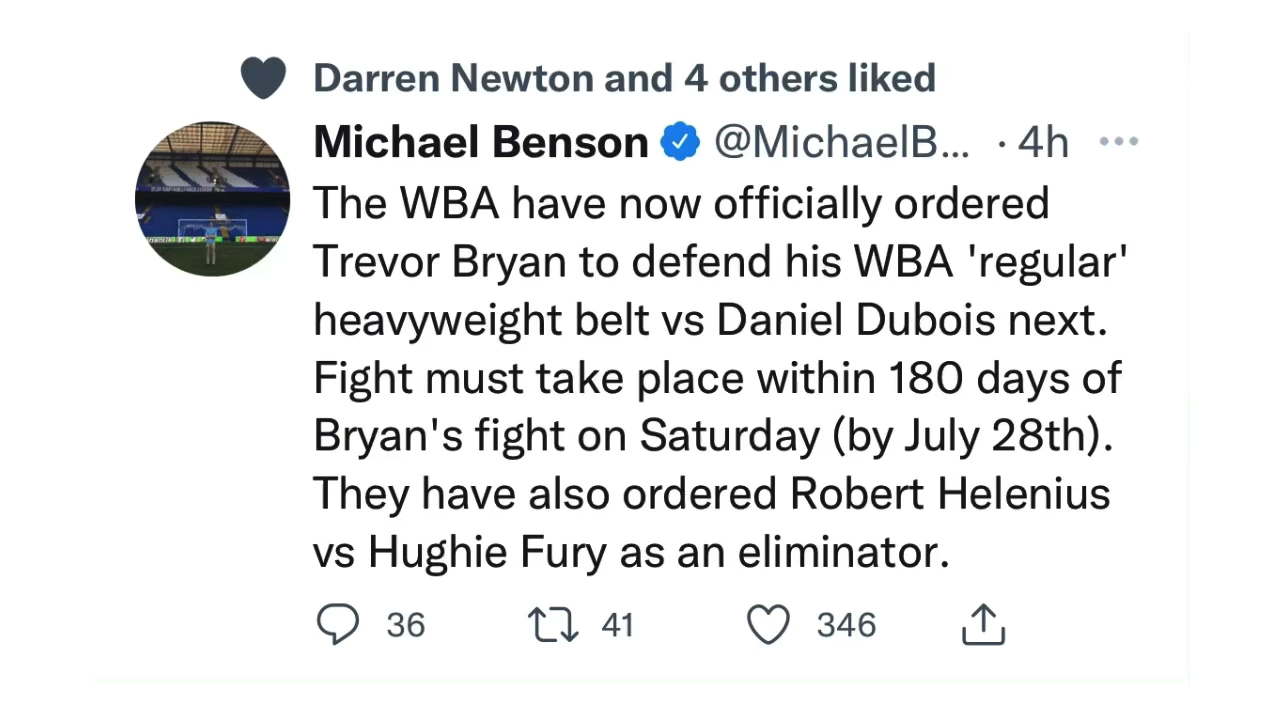 Darren Newton and 4 others liked
Michael Benson @MichaelB... · 4h
The WBA have now officially ordered
Trevor Bryan to defend his WBA 'regular'
heavyweight belt vs Daniel Dubois next.
Fight must take place within 180 days of
Bryan's fight on Saturday (by July 28th).
They have also ordered Robert Helenius
vs Hughie Fury as an eliminator.
36 41 346